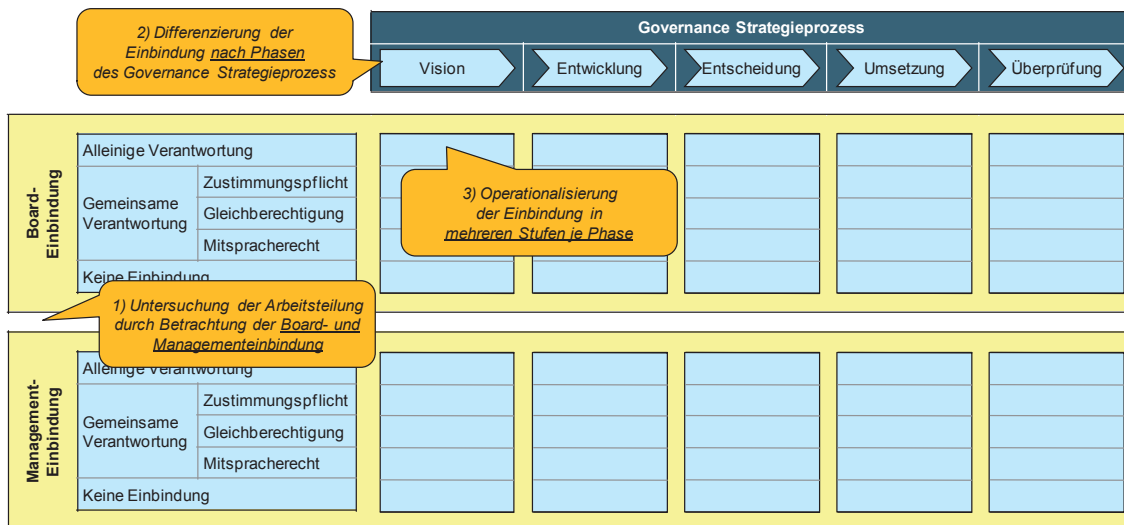 2) Differenzierung der
Einbindung nach Phasen
des Governance Strategieprozess
Governance Strategieprozess
Vision
Entwicklung
Entscheidung
Umsetzung
Überprüfung
Board-
Einbindung
Alleinige Verantwortung
Gemeinsame
Verantwortung
Zustimmungspflicht
Gleichberechtigung
Mitspracherecht
Keine Einbindung
3) Operationalisierung
der Einbindung in
mehreren Stufen je Phase
1) Untersuchung der Arbeitsteilung
durch Betrachtung der Board- und
Managementeinbindung
Management-
Einbindung
Alleinige Verantwortung
Gemeinsame
Verantwortung
Zustimmungspflicht
Gleichberechtigung
Mitspracherecht
Keine Einbindung